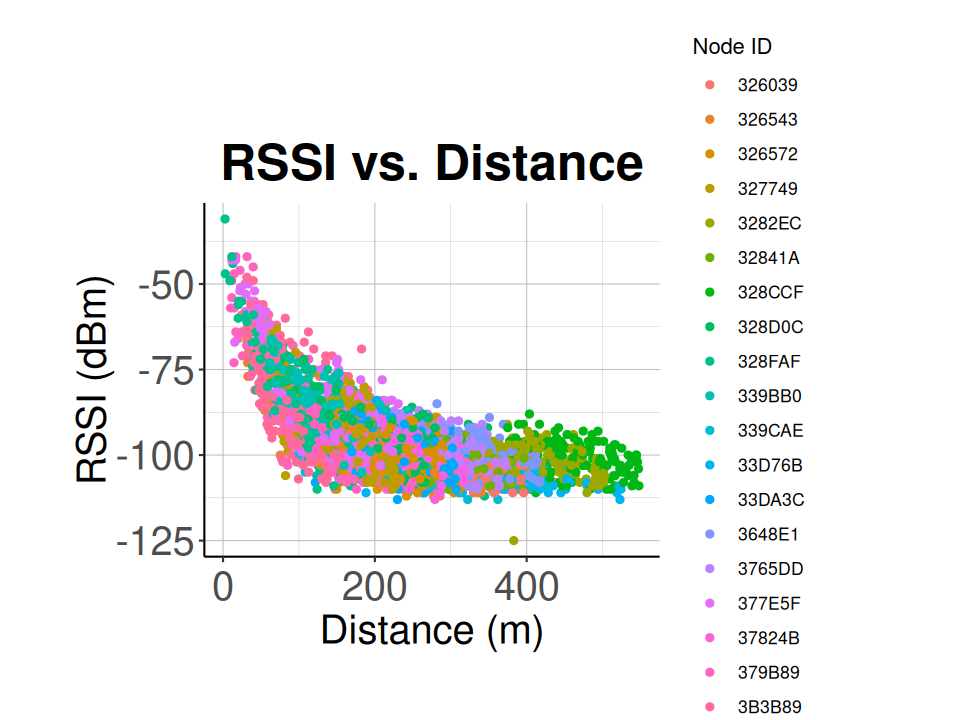 Node ID
326039
326543
326572
327749
3282EC
32841A
328CCF
328D0C
328FAF
339BB0
339CAE
33D76B
33DA3C
3648E1
3765DD
377E5F
37824B
379B89
3B3B89
RSSI vs. Distance
RSSI (dBm)
-50
-75
-100
-125
0 200 400
Distance (m)